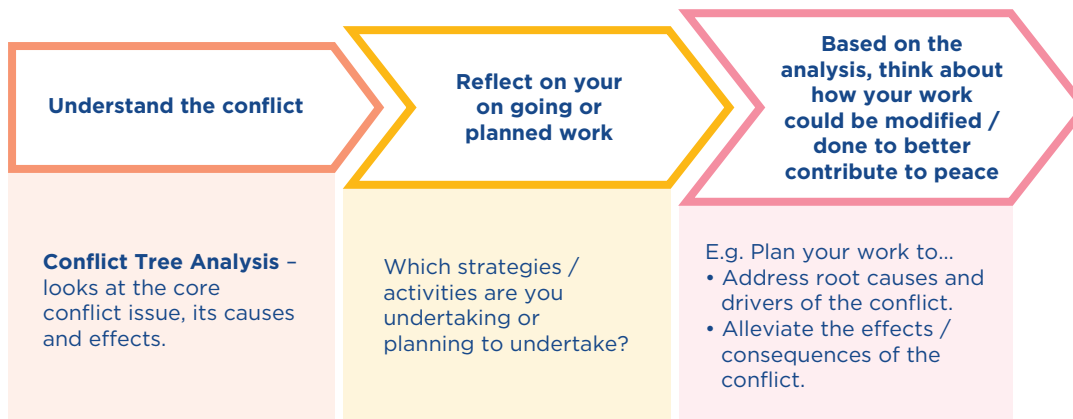 Understand the conflict
Conflict Tree Analysis –
looks at the core
conflict issue, its causes
and effects.
Reflect on your
on going or
planned work
Which strategies /
activities are you
undertaking or
planning to undertake?
Based on the
analysis, think about
how your work
could be modified /
done to better
contribute to peace
E.g. Plan your work to...
• Address root causes and
drivers of the conflict.
• Alleviate the effects /
consequences of the
conflict.